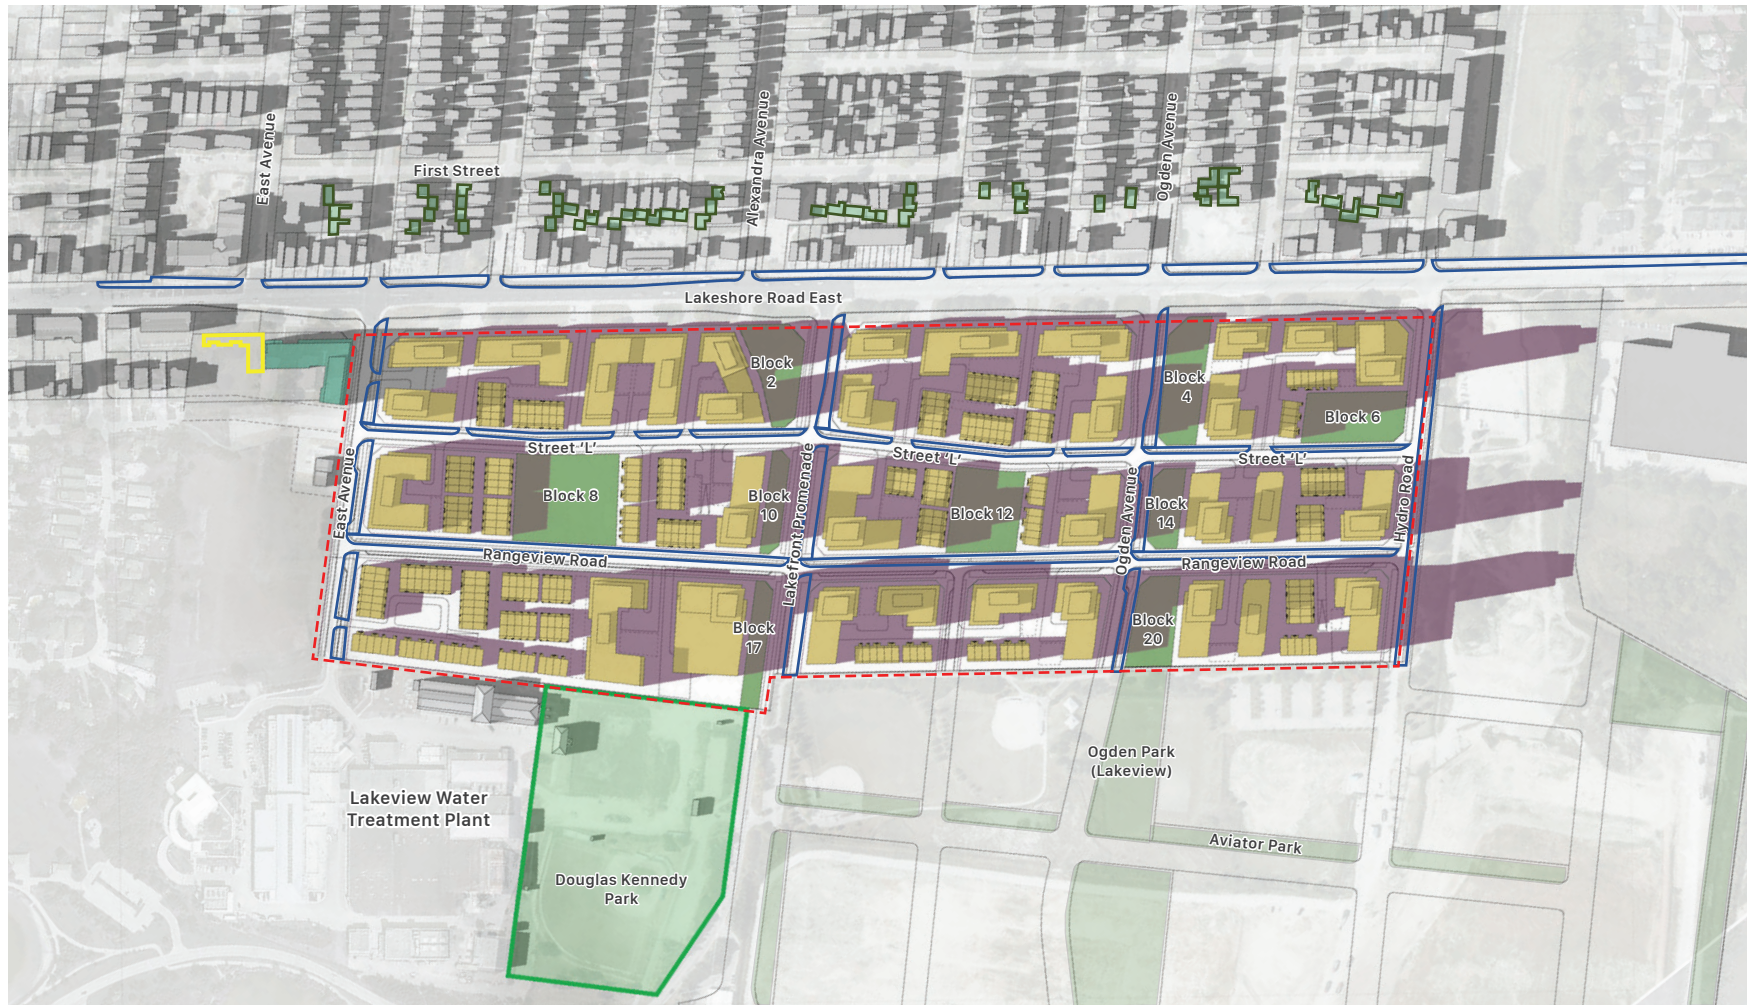 East Avenue
First Street
Alexandra Avenue
Ogden Avenue
Lakeshore Road East
Block
2
Block
4
Block 6
Street ‘L’
Street ‘L’
Street ‘L’
East Avenue
Block 8
Block
10
Lakefront Promenade
Block 12
Ogden Avenue
Block
14
Hydro Road
Rangeview Road
Rangeview Road
Block
17
Block
20
Ogden Park
(Lakeview)
Lakeview Water
Treatment Plant
Aviator Park
Douglas Kennedy
Park